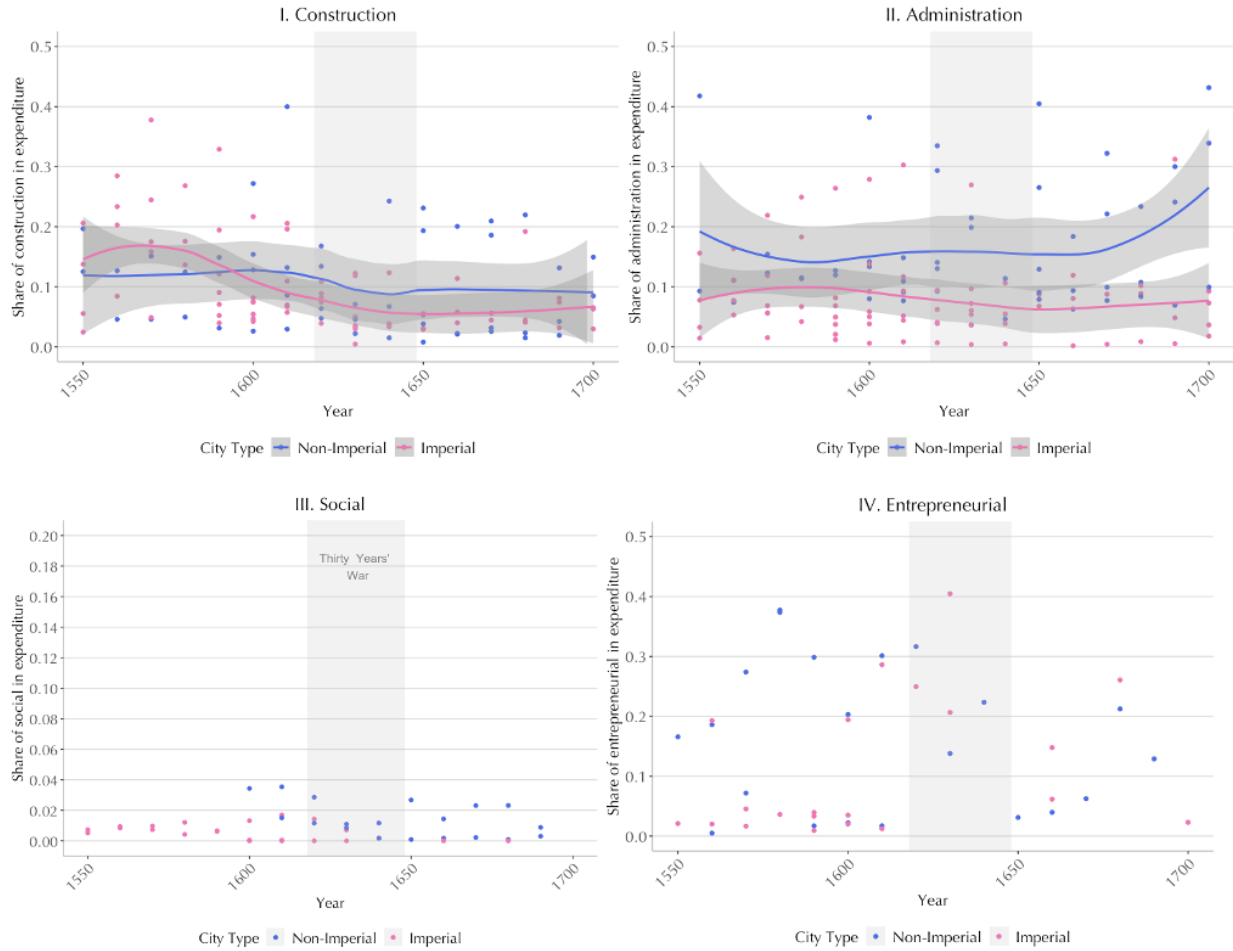 I. Construction
Share of construction in expenditure
0.5
0.4
0.3
0.2
0.1
0.0
1550
1600
1650
1700
Year
City Type Non-Imperial Imperial
II. Administration
Share of administration in expenditure
0.5
0.4
0.3
0.2
0.1
0.0
1550
1600
1650
1700
Year
City Type Non-Imperial Imperial
III. Social
Share of social in expenditure
0.20
0.18
0.16
0.14
0.12
0.10
0.08
0.06
0.04
0.02
0.00
Thirty Years'
War
1550
1600
1650
1700
Year
City Type Non-Imperial Imperial
IV. Entrepreneurial
Share of entrepreneurial in expenditure
0.5
0.4
0.3
0.2
0.1
0.0
1550
1600
1650
1700
Year
City Type Non-Imperial Imperial